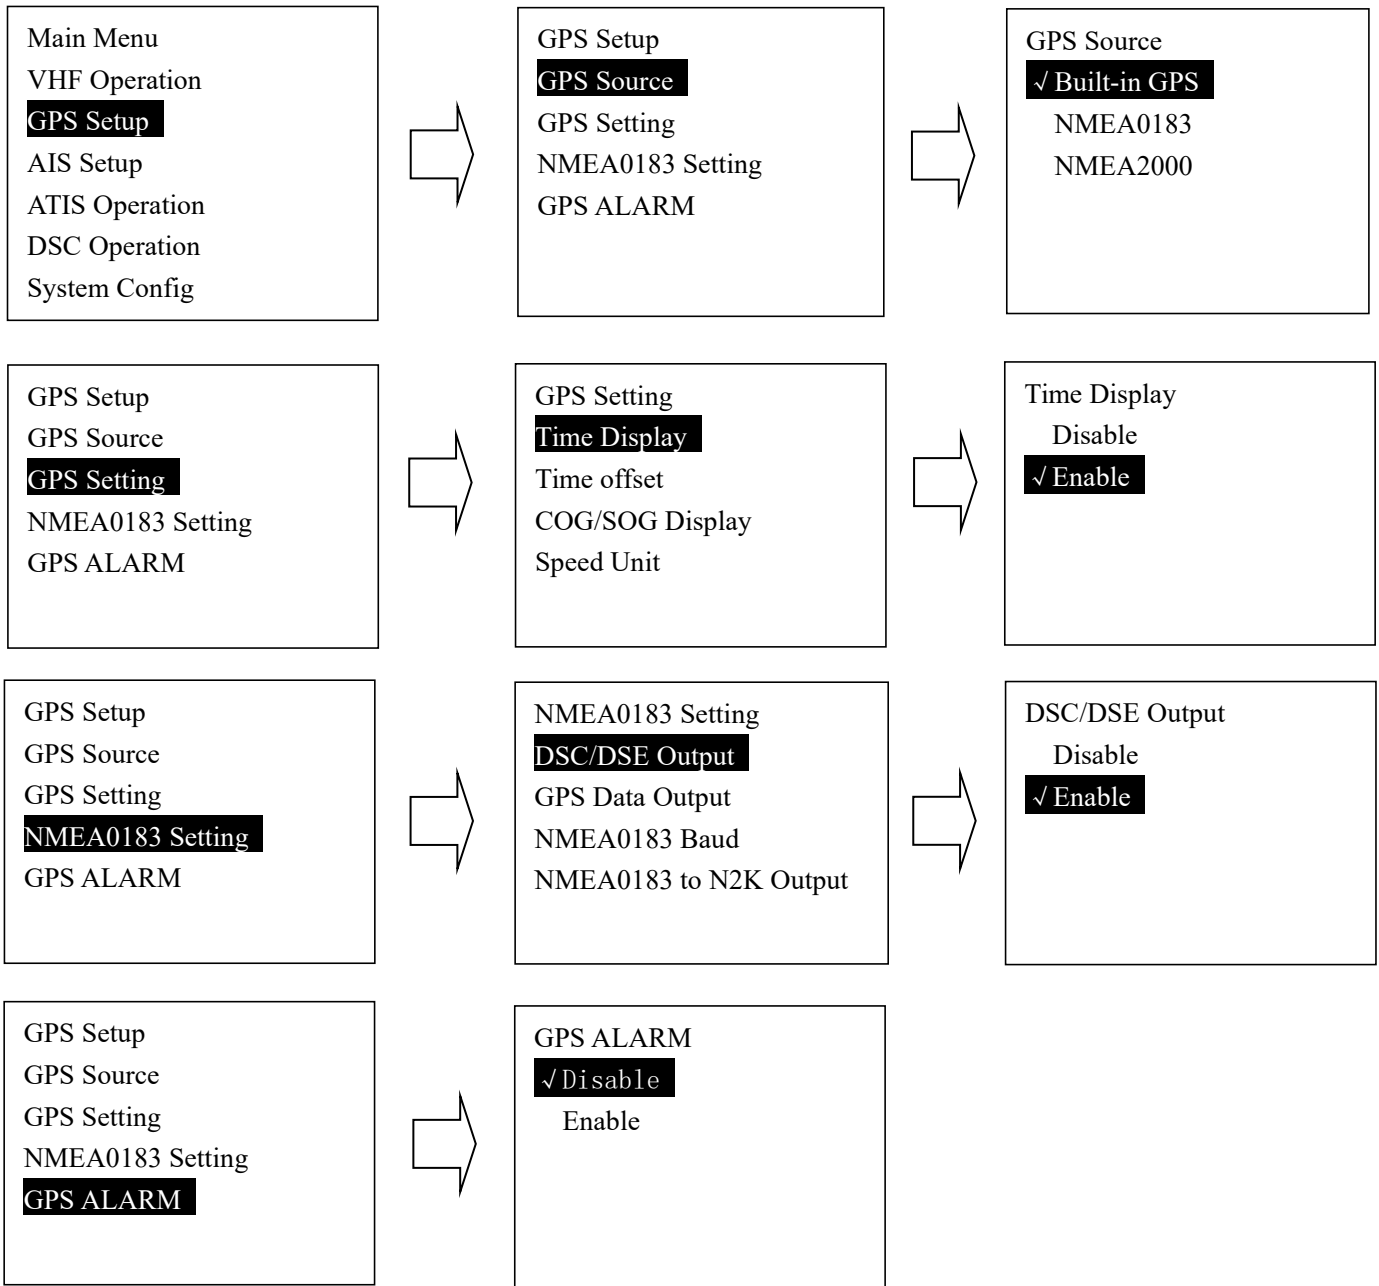 Main Menu
VHF Operation
GPS Setup
AIS Setup
ATIS Operation
DSC Operation
System Config
GPS Setup
GPS Source
GPS Setting
NMEA0183 Setting
GPS ALARM
GPS Source
√ Built-in GPS
NMEA0183
NMEA2000
GPS Setup
GPS Source
GPS Setting
NMEA0183 Setting
GPS ALARM
GPS Setting
Time Display
Time offset
COG/SOG Display
Speed Unit
Time Display
Disable
√ Enable
GPS Setup
GPS Source
GPS Setting
NMEA0183 Setting
GPS ALARM
NMEA0183 Setting
DSC/DSE Output
GPS Data Output
NMEA0183 Baud
NMEA0183 to N2K Output
DSC/DSE Output
Disable
√ Enable
GPS Setup
GPS Source
GPS Setting
NMEA0183 Setting
GPS ALARM
GPS ALARM
√ Disable
Enable